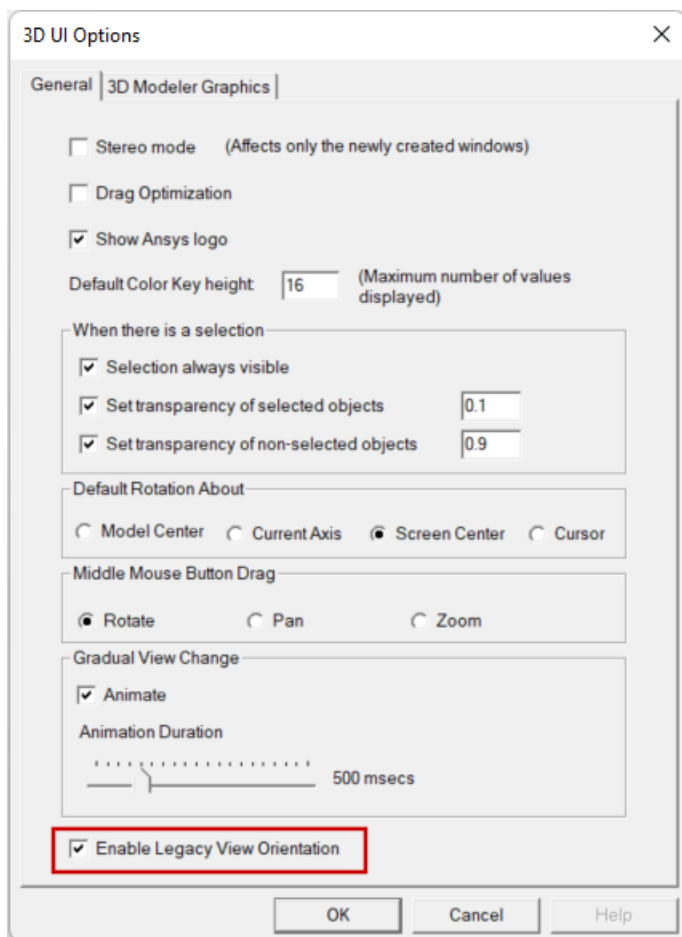 3D UI Options
General
3D Modeler Graphics
Stereo mode (Affects only the newly created windows)
Drag Optimization
Show Ansys logo
Default Color Key height: 16 (Maximum number of values
displayed)
When there is a selection
Selection always visible
Set transparency of selected objects 0.1
Set transparency of non-selected objects 0.9
Default Rotation About
Model Center Current Axis Screen Center Cursor
Middle Mouse Button Drag
Rotate Pan Zoom
Gradual View Change
Animate
Animation Duration
500 msecs
Enable Legacy View Orientation
OK Cancel Help